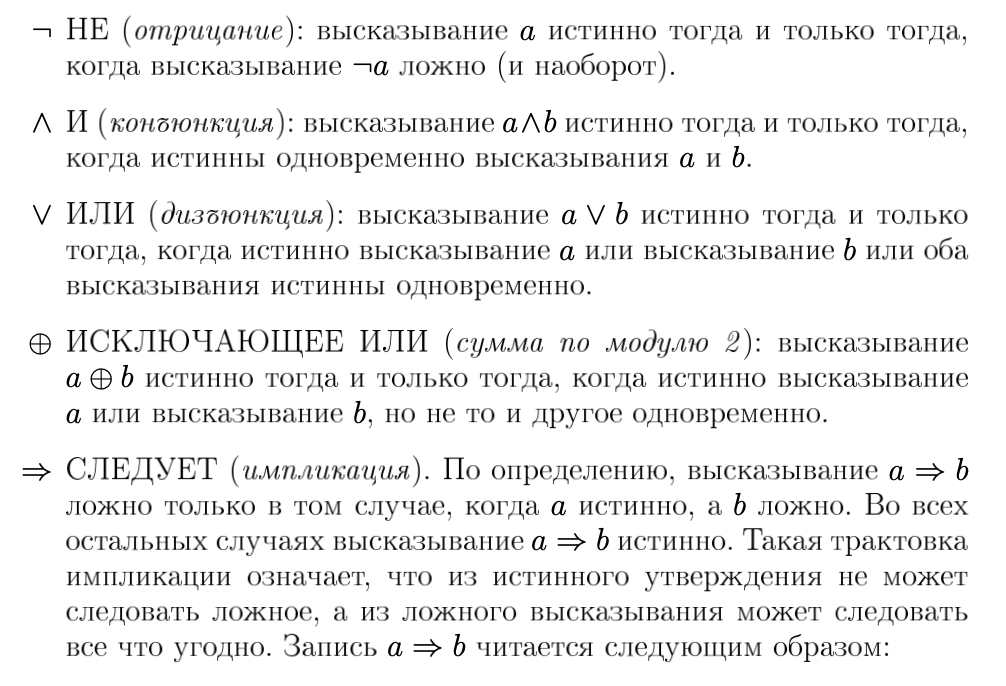 ¬ НЕ (отрицание): высказывание a истинно тогда и только тогда,
когда высказывание ¬a ложно (и наоборот).
∧ И (конъюнкция): высказывание a∧b истинно тогда и только тогда,
когда истинны одновременно высказывания a и b.
∨ ИЛИ (дизъюнкция): высказывание a ∨ b истинно тогда и только
тогда, когда истинно высказывание a или высказывание b или оба
высказывания истинны одновременно.
⊕ ИСКЛЮЧАЮЩЕЕ ИЛИ (сумма по модулю 2): высказывание
a ⊕ b истинно тогда и только тогда, когда истинно высказывание
a или высказывание b, но не то и другое одновременно.
⇒ СЛЕДУЕТ (импликация). По определению, высказывание a ⇒ b
ложно только в том случае, когда a истинно, а b ложно. Во всех
остальных случаях высказывание a ⇒ b истинно. Такая трактовка
импликации означает, что из истинного утверждения не может
следовать ложное, а из ложного высказывания может следовать
все что угодно. Запись a ⇒ b читается следующим образом: